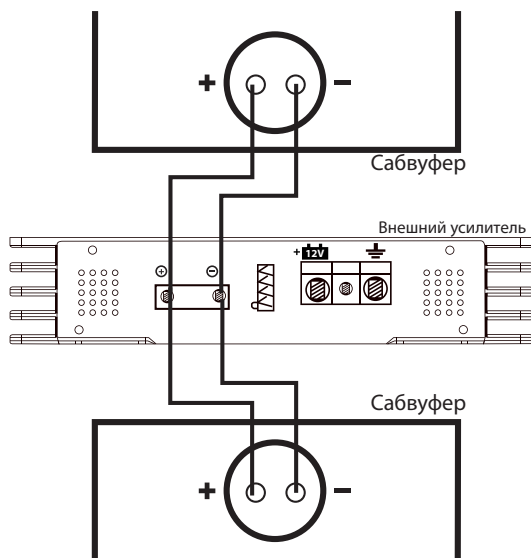 + −
Сабвуфер
Внешний усилитель
+ 12V
+ −
Сабвуфер
+ −